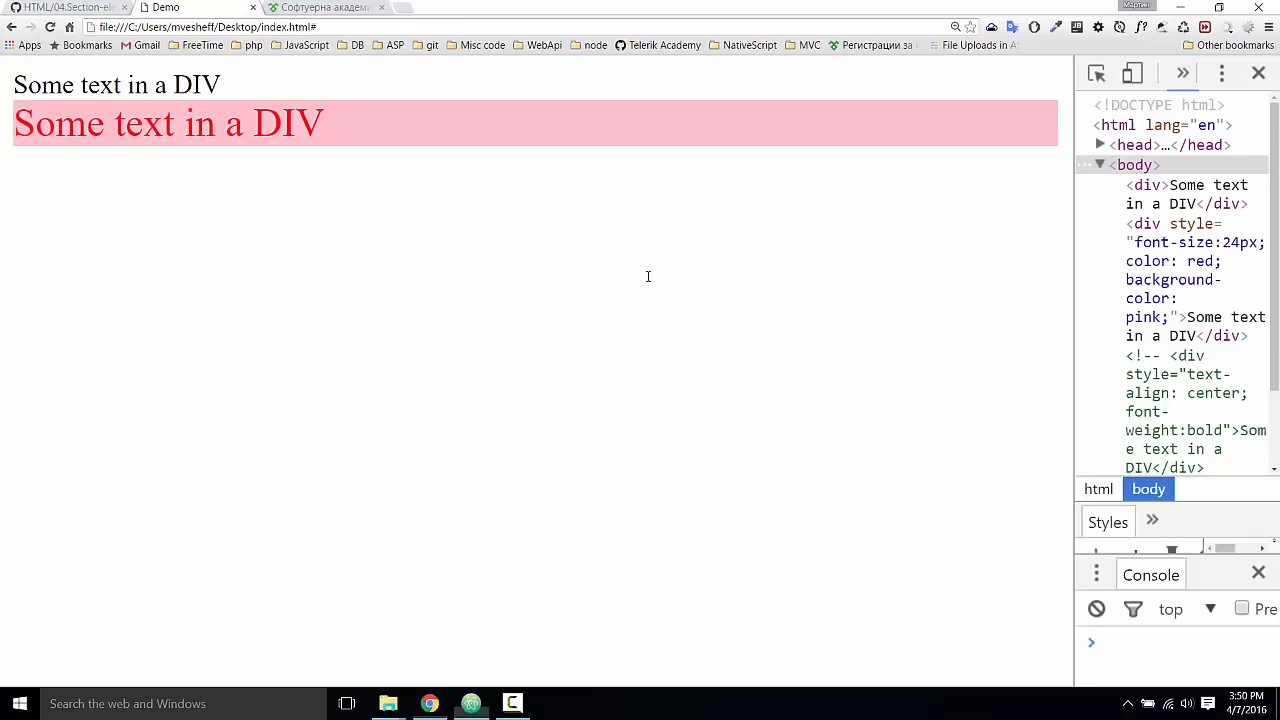 Мартин
HTML/04.Section-el
Demo
Софтуерна академи
file:///C:/Users/mvesheff/Desktop/index.html#
Apps
Bookmarks
Gmail
FreeTime
php
JavaScript
DB
ASP
git
Misc code
WebApi
node
Telerik Academy
NativeScript
MVC
Регистрации за
File Uploads in A
Other bookmarks
Some text in a DIV
Some text in a DIV
<!DOCTYPE html>
<html lang="en">
<head>…</head>
<body>
<div>Some text
in a DIV</div>
<div style=
"font-size:24px;
color: red;
background-
color:
pink;">Some text
in a DIV</div>
<!-- <div
style="text-
align: center;
font-
weight:bold">Som
e text in a
DIV</div>
html body
Styles
Console
top
Pre
Search the web and Windows
3:50 PM
4/7/2016